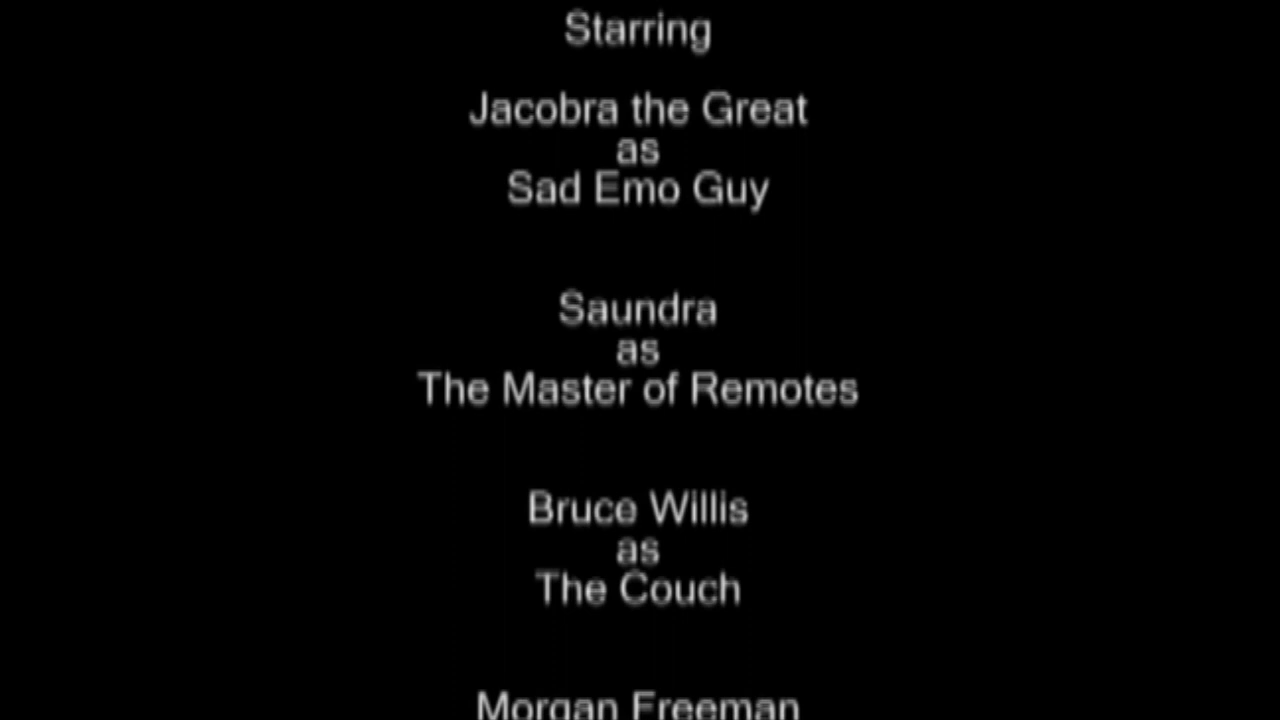 Starring
Jacobra the Great
as
Sad Emo Guy
Saundra
as
The Master of Remotes
Bruce Willis
as
The Couch
Morgan Freeman